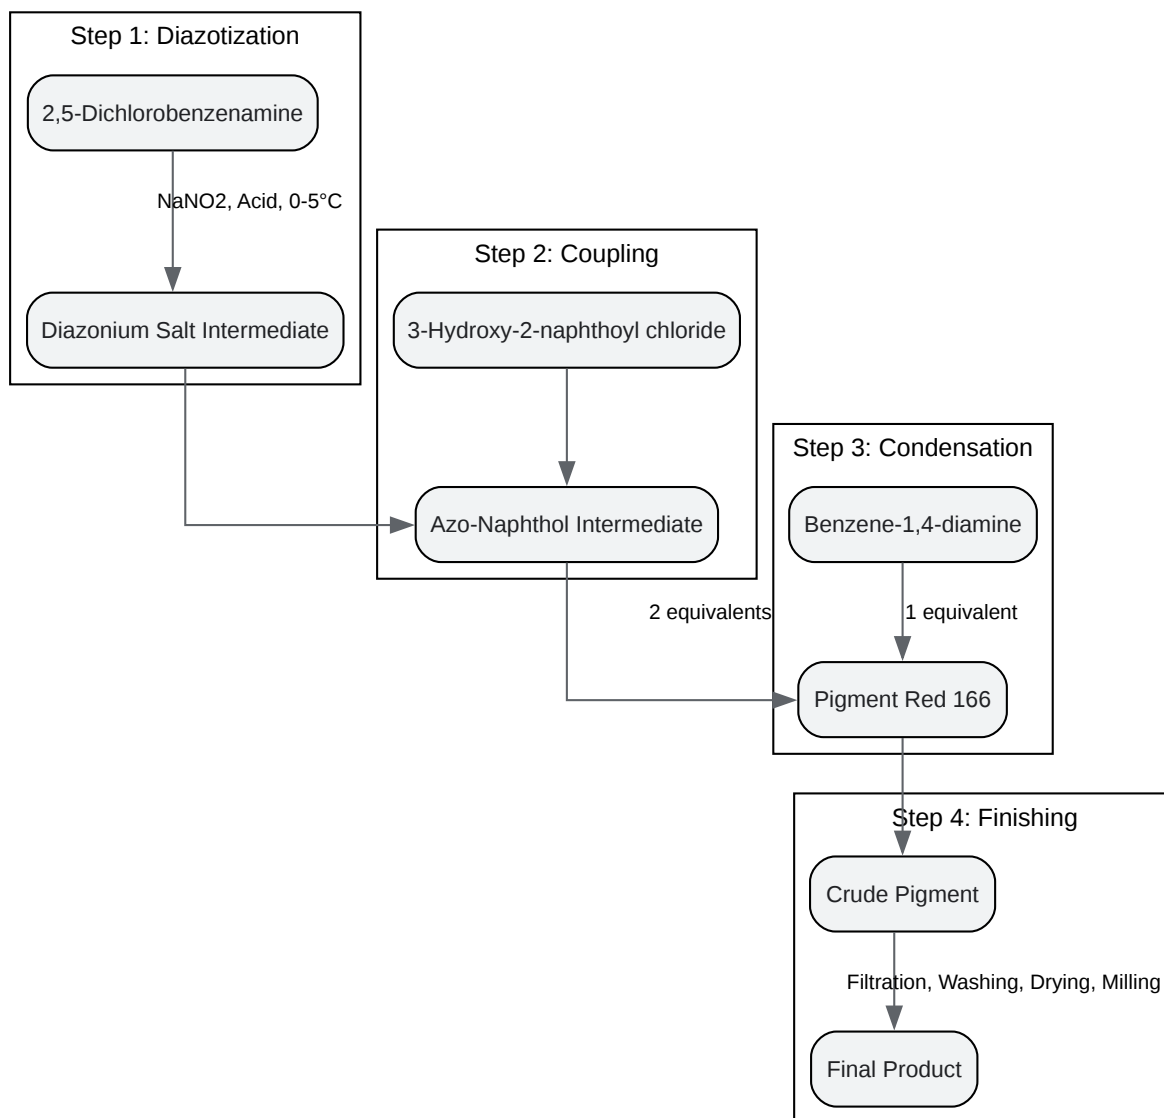 Step 1: Diazotization
2,5-Dichlorobenzenamine
NaNO2, Acid, 0-5°C
Diazonium Salt Intermediate
Step 2: Coupling
3-Hydroxy-2-naphthoyl chloride
Azo-Naphthol Intermediate
2 equivalents
Step 3: Condensation
Benzene-1,4-diamine
1 equivalent
Pigment Red 166
Step 4: Finishing
Crude Pigment
Filtration, Washing, Drying, Milling
Final Product